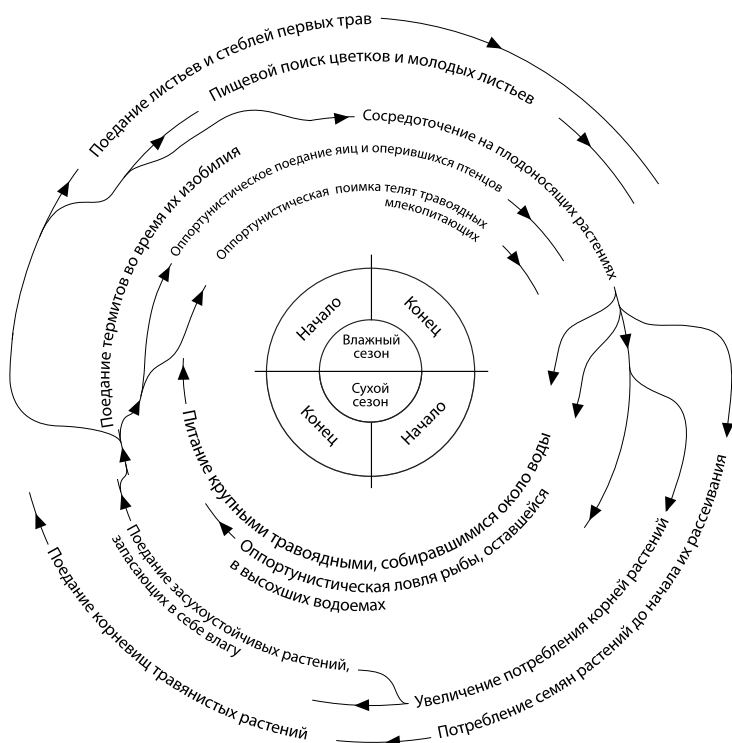 Поедание листьев и стеблей первых трав
Пищевой поиск цветков и молодых листьев
Сосредоточение на плодоносящих растениях
Поедание термитов во время их изобилия
Оппортунистическое поедание яиц и оперившихся птенцов
Оппортунистическая поимка телят травоядных
млекопитающих
Начало
Конец
Влажный
сезон
Сухой
сезон
Конец
Начало
Питание крупными травоядными, собиравшимися около воды
Оппортунистическая ловля рыбы, оставшейся
в высохших водоемах
Поедание засухоустойчивых растений,
запасающих в себе влагу
Увеличение потребления корней растений
Потребление семян растений до начала их рассеивания
Поедание корневищ травянистых растений